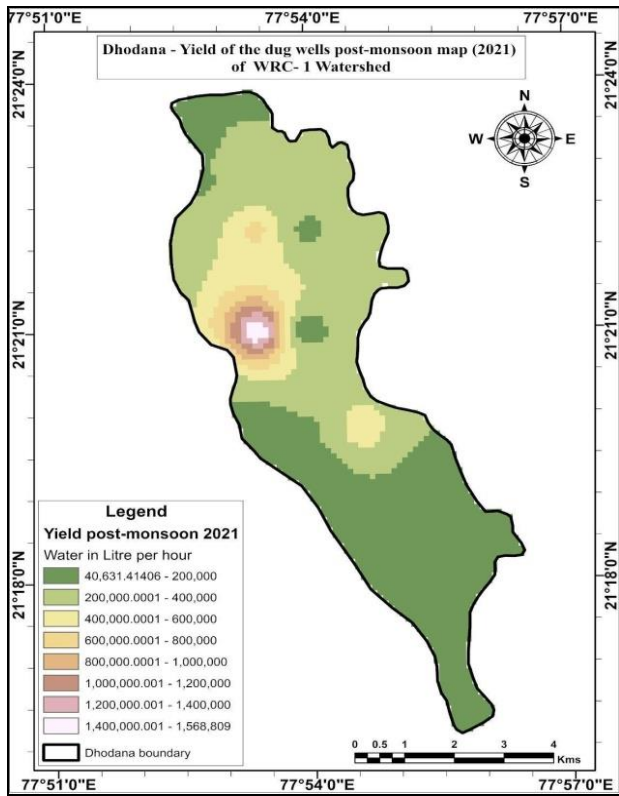 77°51'0"E 77°54'0"E 77°57'0"E
Dhodana - Yield of the dug wells post-monsoon map (2021)
of WRC- 1 Watershed
21°24'0"N 21°24'0"N
N
W E
S
21°21'0"N 21°21'0"N
21°18'0"N 21°18'0"N
Legend
Yield post-monsoon 2021
Water in Litre per hour
40,631.41406 - 200,000
200,000.0001 - 400,000
400,000.0001 - 600,000
600,000.0001 - 800,000
800,000.0001 - 1,000,000
1,000,000.001 - 1,200,000
1,200,000.001 - 1,400,000
1,400,000.001 - 1,568,809
Dhodana boundary
0 0.5 1 2 3 4
Kms
77°51'0"E 77°54'0"E 77°57'0"E